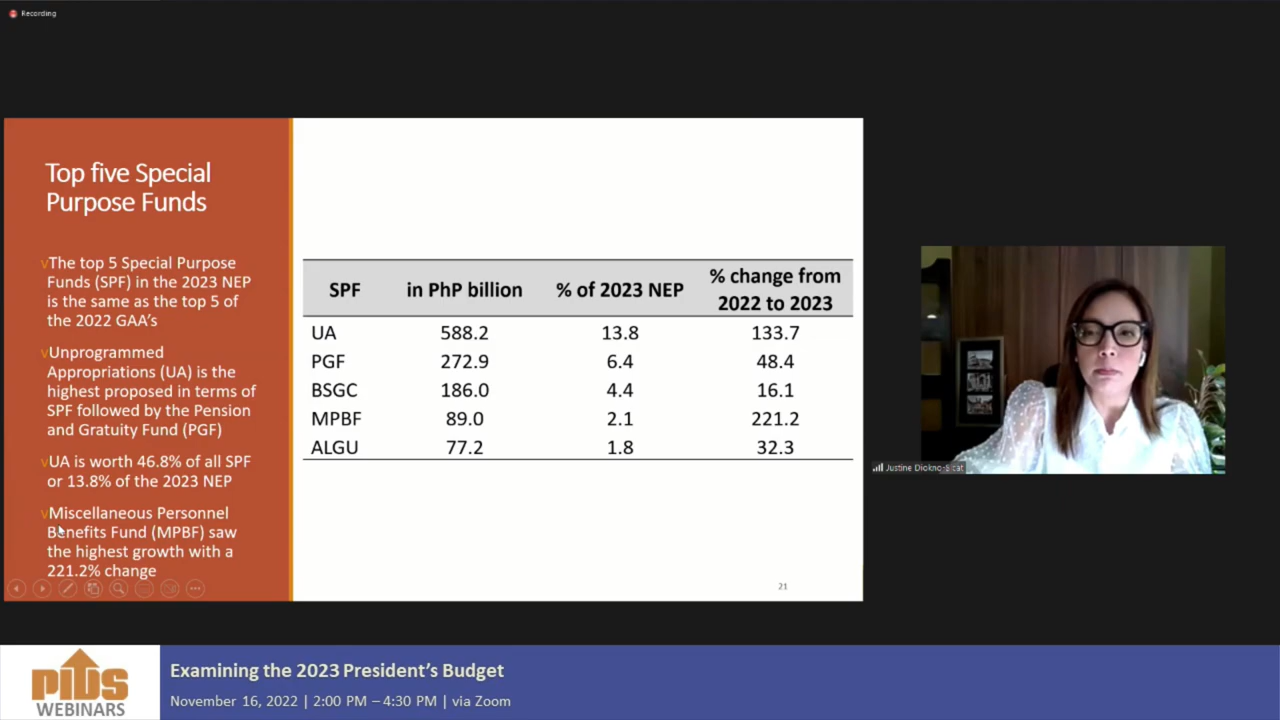 Recording
Top five Special
Purpose Funds
vThe top 5 Special Purpose
Funds (SPF) in the 2023 NEP
is the same as the top 5 of
the 2022 GAA's
vUnprogrammed
Appropriations (UA) is the
highest proposed in terms of
SPF followed by the Pension
and Gratuity Fund (PGF)
vUA is worth 46.8% of all SPF
or 13.8% of the 2023 NEP
vMiscellaneous Personnel
Benefits Fund (MPBF) saw
the highest growth with a
221.2% change
SPF in PhP billion % of 2023 NEP % change from
2022 to 2023
UA 588.2 13.8 133.7
PGF 272.9 6.4 48.4
BSGC 186.0 4.4 16.1
MPBF 89.0 2.1 221.2
ALGU 77.2 1.8 32.3
21
Justine Diokno-Sicat
pids
WEBINARS
Examining the 2023 President's Budget
November 16, 2022 | 2:00 PM – 4:30 PM | via Zoom